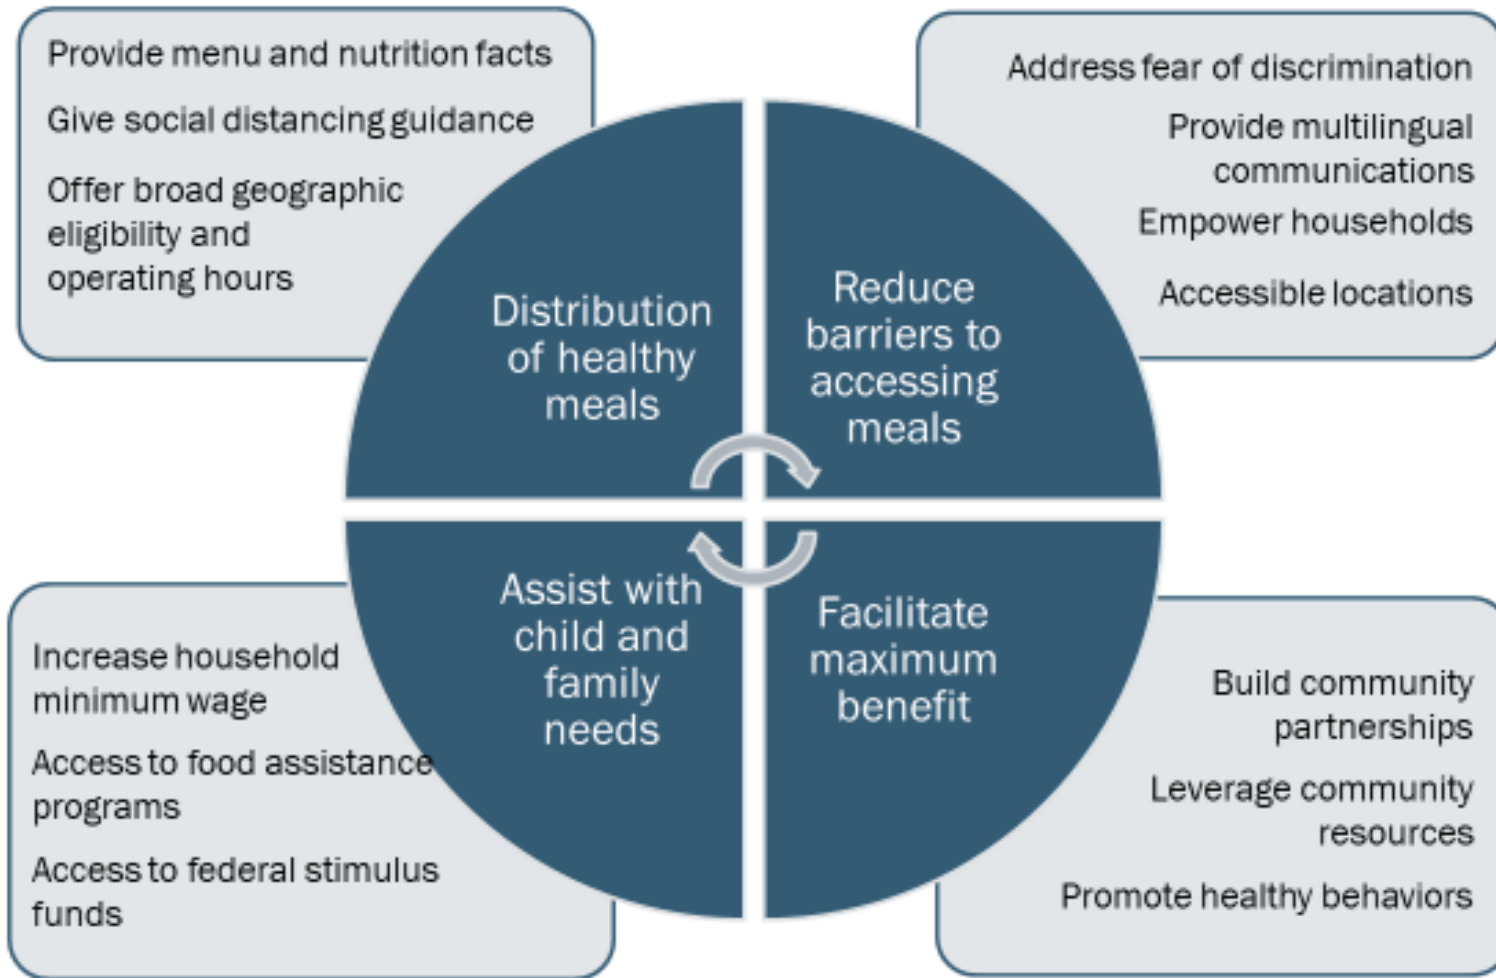 Provide menu and nutrition facts
Give social distancing guidance
Offer broad geographic
eligibility and
operating hours
Address fear of discrimination
Provide multilingual
communications
Empower households
Accessible locations
Distribution
of healthy
meals
Reduce
barriers to
accessing
meals
Assist with
child and
family
needs
Facilitate
maximum
benefit
Increase household
minimum wage
Access to food assistance
programs
Access to federal stimulus
funds
Build community
partnerships
Leverage community
resources
Promote healthy behaviors